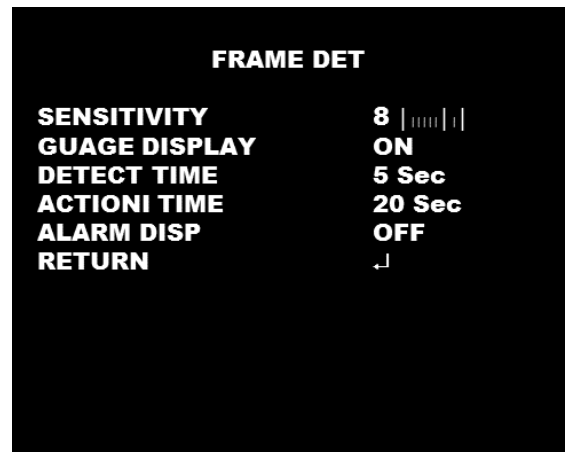 FRAME DET
SENSITIVITY 8
GUAGE DISPLAY ON
DETECT TIME 5 Sec
ACTIONI TIME 20 Sec
ALARM DISP OFF
RETURN ↲